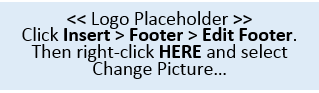 << Logo Placeholder >>
Click Insert > Footer > Edit Footer.
Then right-click HERE and select
Change Picture...